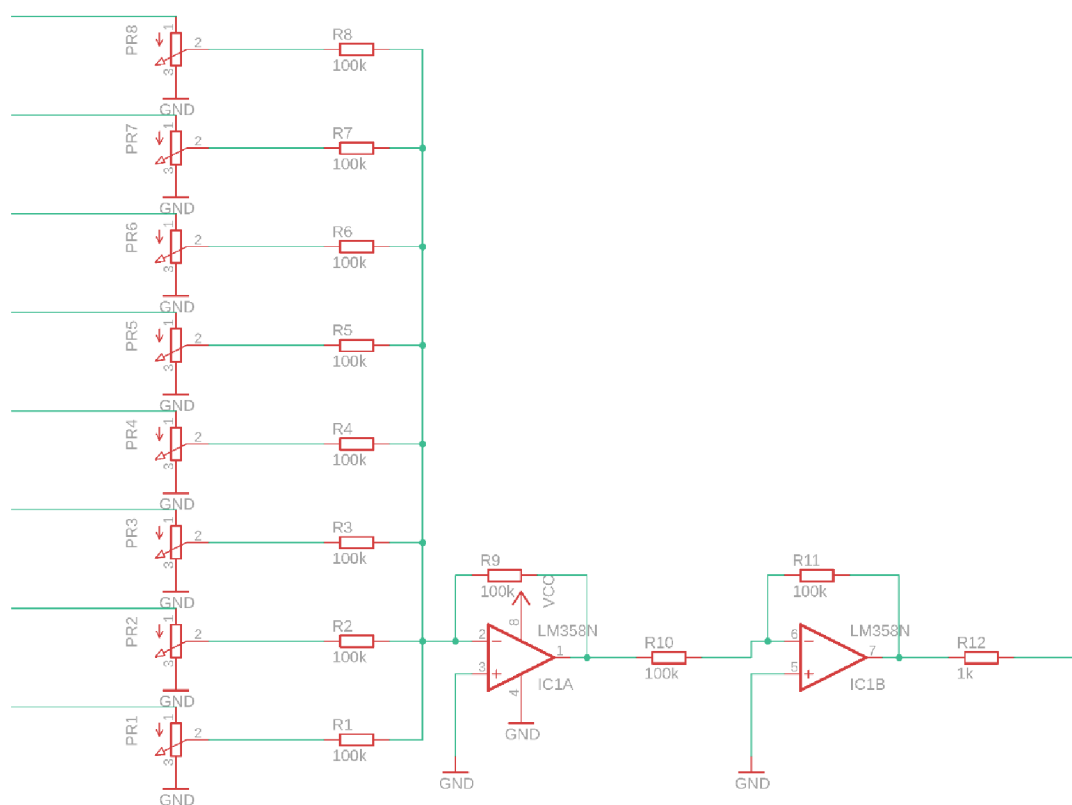 PR8
1
2
3
GND
R8
100k
PR7
1
2
3
GND
R7
100k
PR6
1
2
3
GND
R6
100k
PR5
1
2
3
GND
R5
100k
PR4
1
2
3
GND
R4
100k
PR3
1
2
3
GND
R3
100k
PR2
1
2
3
GND
R2
100k
PR1
1
2
3
GND
R1
100k
R9
100k
VCC
8
LM358N
2
3
1
4
IC1A
GND
GND
R10
100k
R11
100k
LM358N
6
5
7
IC1B
GND
R12
1k